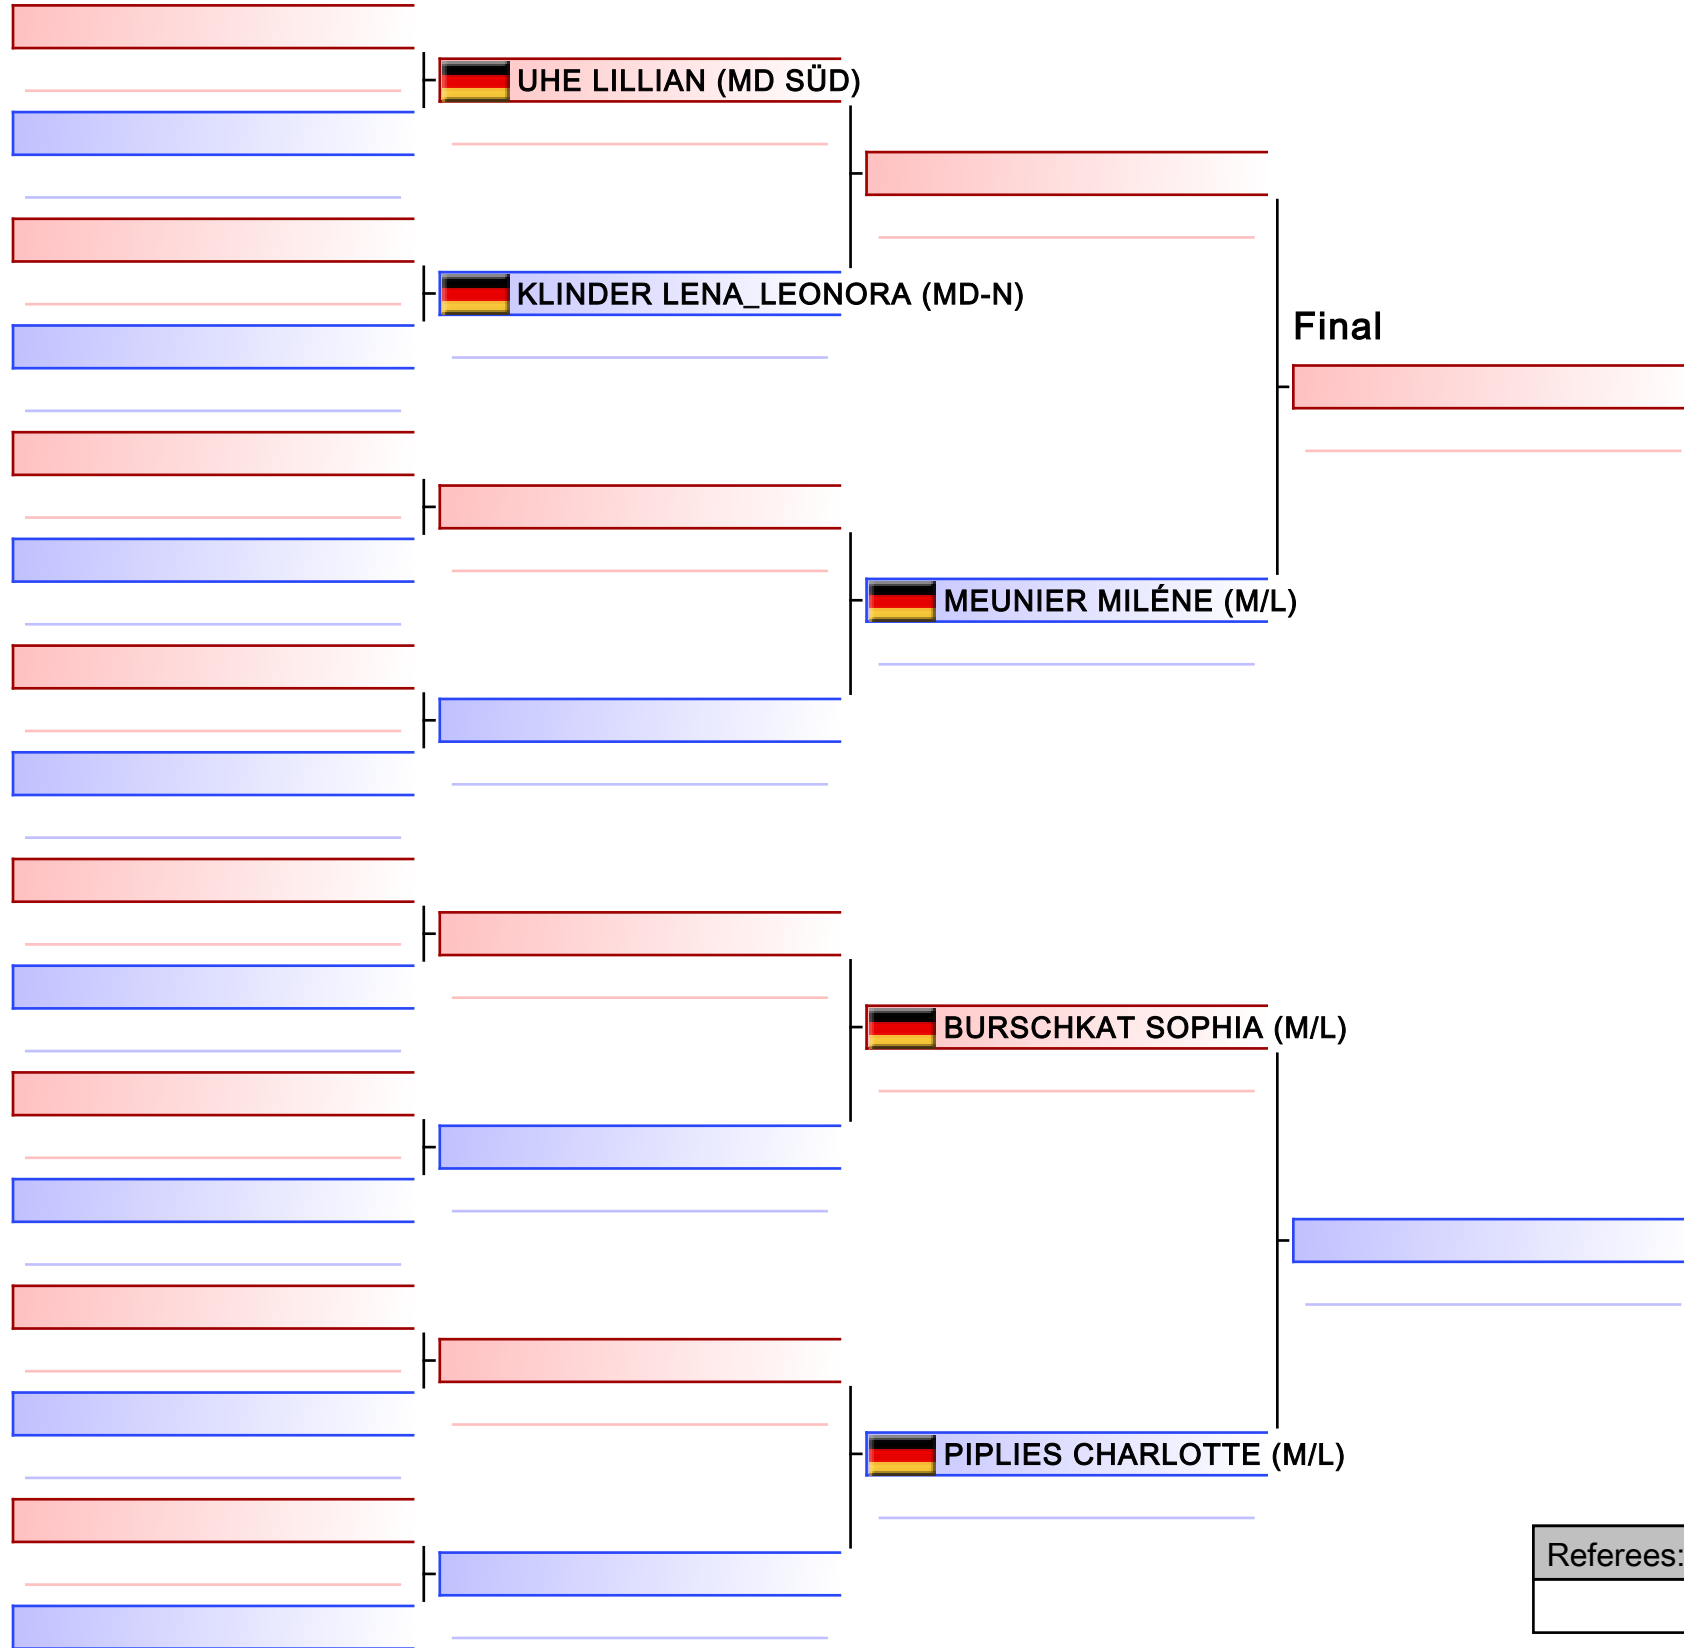 UHE LILLIAN (MD SÜD)
KLINDER LENA_LEONORA (MD-N)
Final
MEUNIER MILÉNE (M/L)
BURSCHKAT SOPHIA (M/L)
PIPLIES CHARLOTTE (M/L)
Referees: